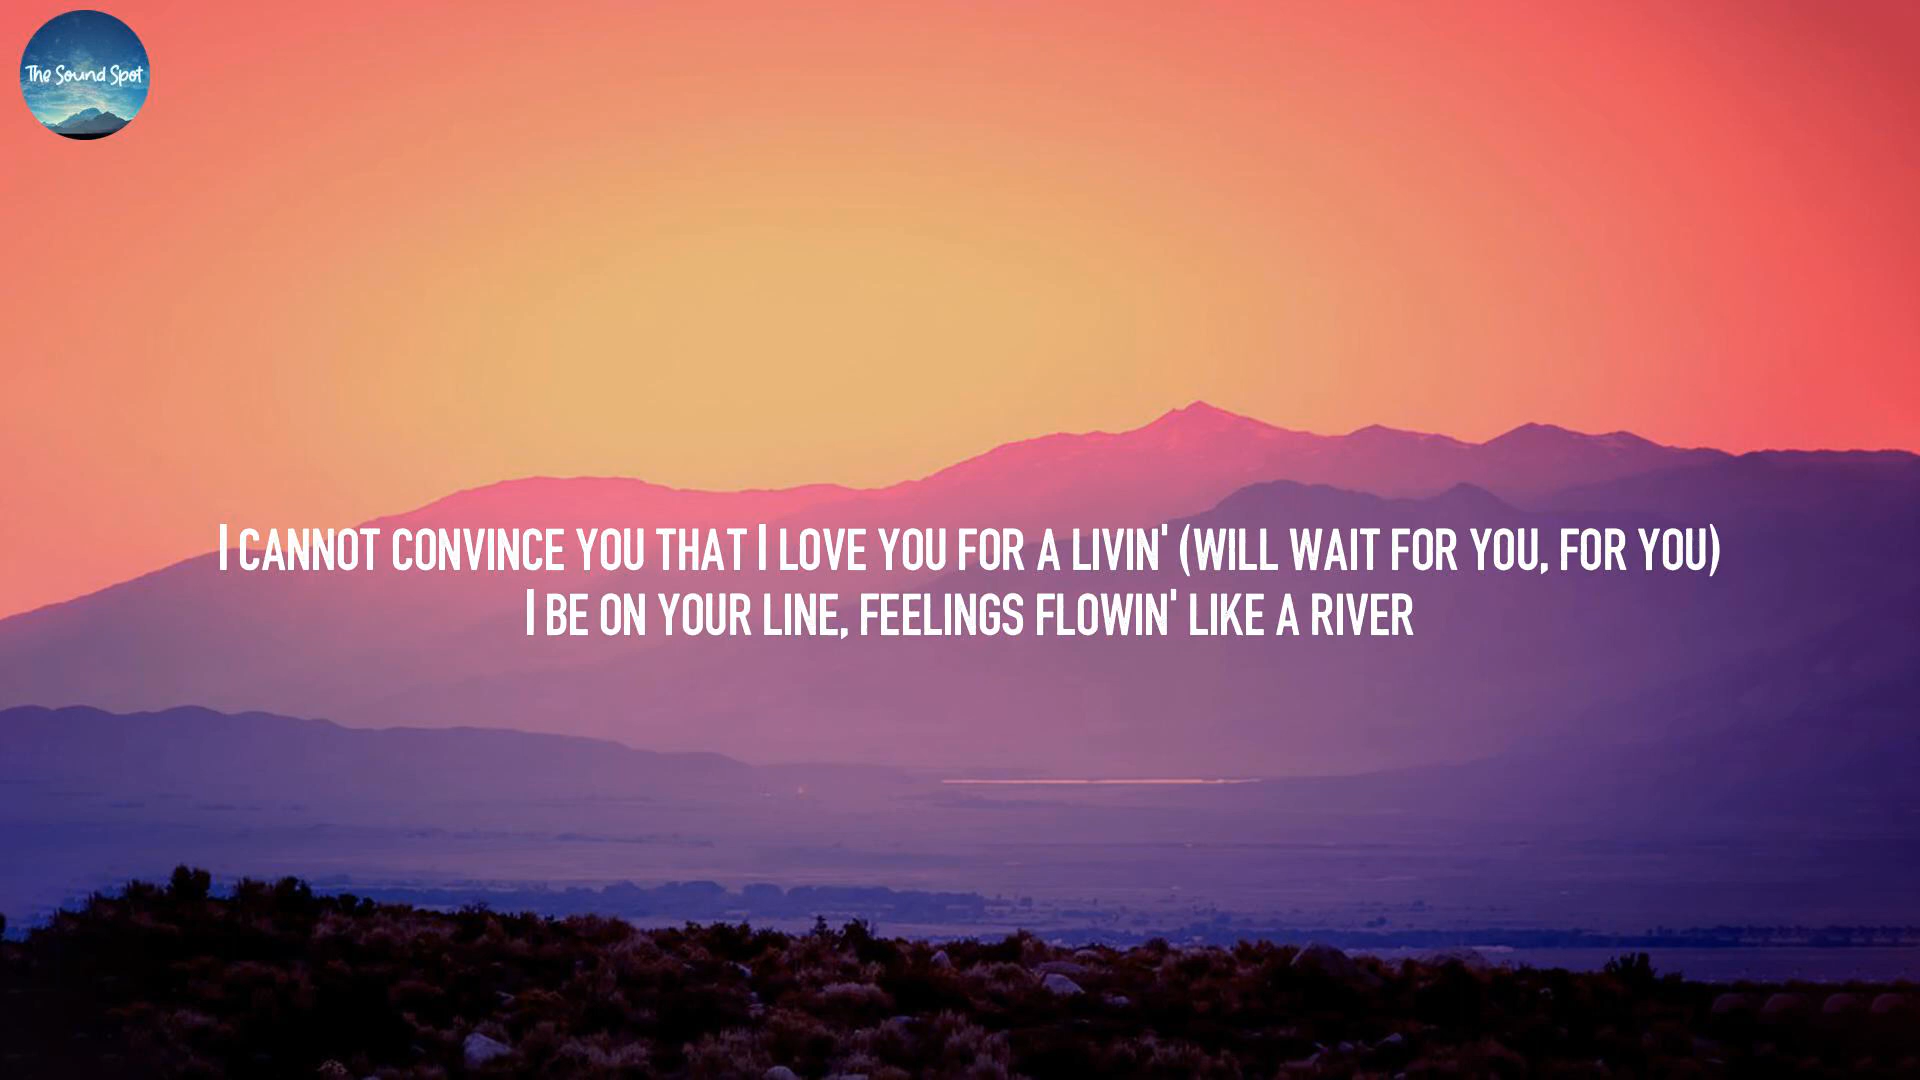 The Sound Spot
I CANNOT CONVINCE YOU THAT I LOVE YOU FOR A LIVIN' (WILL WAIT FOR YOU, FOR YOU)
I BE ON YOUR LINE, FEELINGS FLOWIN' LIKE A RIVER